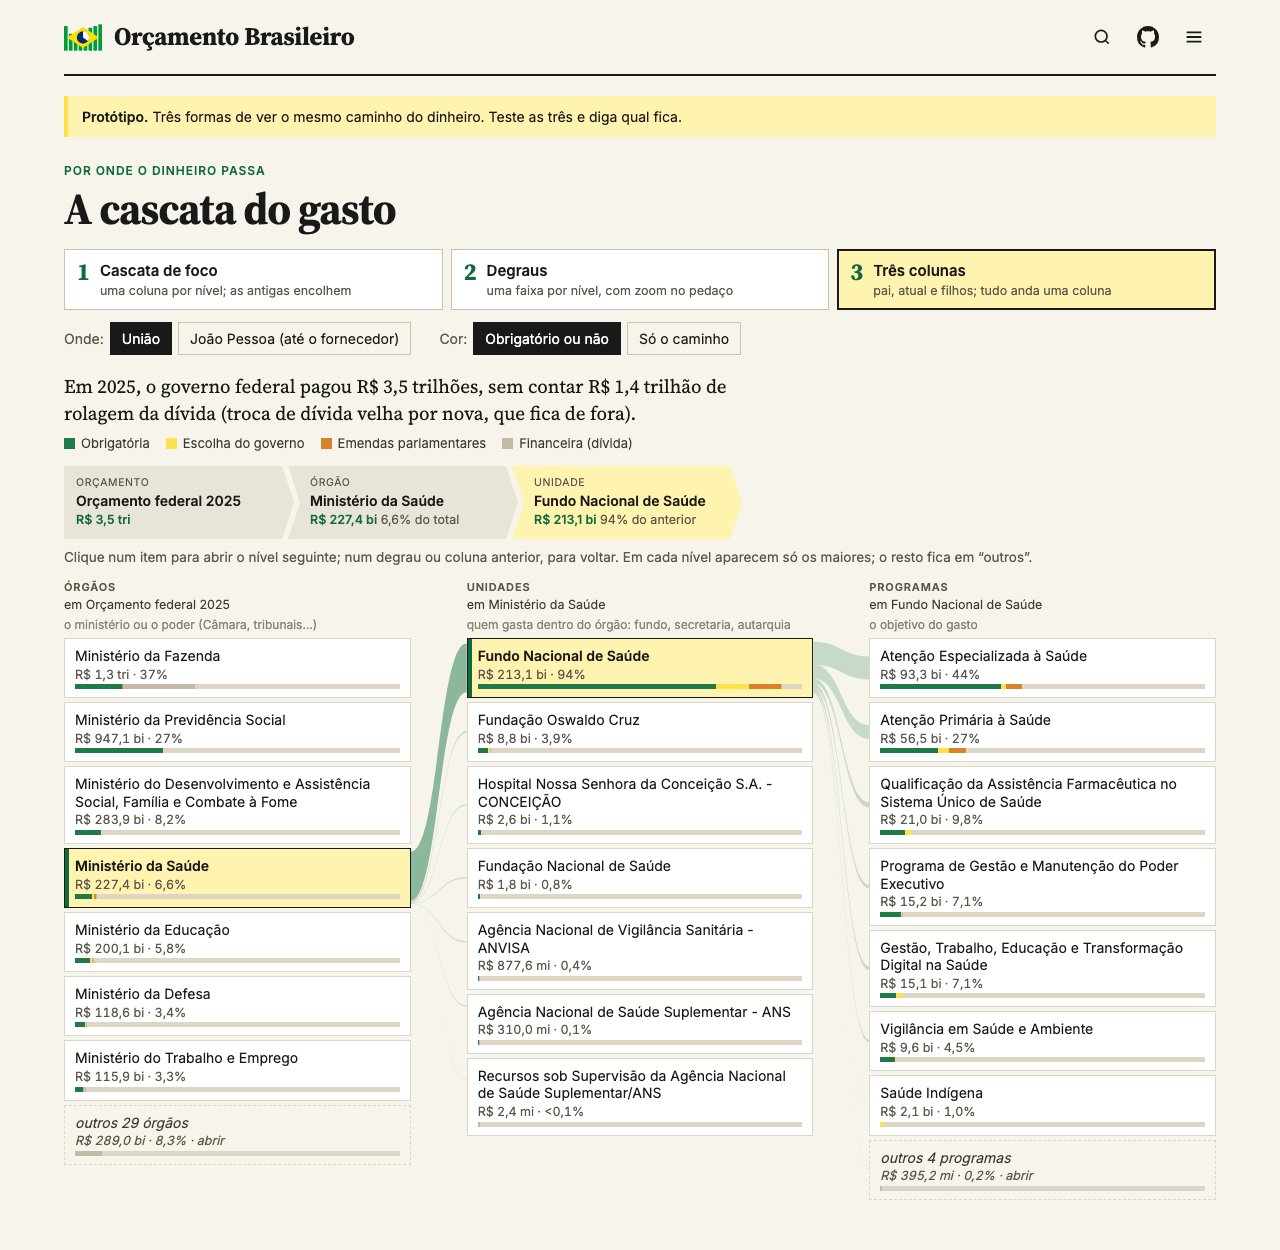 Orçamento Brasileiro
Protótipo. Três formas de ver o mesmo caminho do dinheiro. Teste as três e diga qual fica.
POR ONDE O DINHEIRO PASSA
A cascata do gasto
1 Cascata de foco
uma coluna por nível; as antigas encolhem
2 Degraus
uma faixa por nível, com zoom no pedaço
3 Três colunas
pai, atual e filhos; tudo anda uma coluna
Onde: União João Pessoa (até o fornecedor) Cor: Obrigatório ou não Só o caminho
Em 2025, o governo federal pagou R$ 3,5 trilhões, sem contar R$ 1,4 trilhão de
rolagem da dívida (troca de dívida velha por nova, que fica de fora).
Obrigatória Escolha do governo Emendas parlamentares Financeira (dívida)
ORÇAMENTO
Orçamento federal 2025
R$ 3,5 tri
ÓRGÃO
Ministério da Saúde
R$ 227,4 bi 6,6% do total
UNIDADE
Fundo Nacional de Saúde
R$ 213,1 bi 94% do anterior
Clique num item para abrir o nível seguinte; num degrau ou coluna anterior, para voltar. Em cada nível aparecem só os maiores; o resto fica em “outros”.
ÓRGÃOS
em Orçamento federal 2025
o ministério ou o poder (Câmara, tribunais…)
Ministério da Fazenda
R$ 1,3 tri · 37%
Ministério da Previdência Social
R$ 947,1 bi · 27%
Ministério do Desenvolvimento e Assistência
Social, Família e Combate à Fome
R$ 283,9 bi · 8,2%
Ministério da Saúde
R$ 227,4 bi · 6,6%
Ministério da Educação
R$ 200,1 bi · 5,8%
Ministério da Defesa
R$ 118,6 bi · 3,4%
Ministério do Trabalho e Emprego
R$ 115,9 bi · 3,3%
outros 29 órgãos
R$ 289,0 bi · 8,3% · abrir
UNIDADES
em Ministério da Saúde
quem gasta dentro do órgão: fundo, secretaria, autarquia
Fundo Nacional de Saúde
R$ 213,1 bi · 94%
Fundação Oswaldo Cruz
R$ 8,8 bi · 3,9%
Hospital Nossa Senhora da Conceição S.A. -
CONCEIÇÃO
R$ 2,6 bi · 1,1%
Fundação Nacional de Saúde
R$ 1,8 bi · 0,8%
Agência Nacional de Vigilância Sanitária -
ANVISA
R$ 877,6 mi · 0,4%
Agência Nacional de Saúde Suplementar - ANS
R$ 310,0 mi · 0,1%
Recursos sob Supervisão da Agência Nacional
de Saúde Suplementar/ANS
R$ 2,4 mi · <0,1%
PROGRAMAS
em Fundo Nacional de Saúde
o objetivo do gasto
Atenção Especializada à Saúde
R$ 93,3 bi · 44%
Atenção Primária à Saúde
R$ 56,5 bi · 27%
Qualificação da Assistência Farmacêutica no
Sistema Único de Saúde
R$ 21,0 bi · 9,8%
Programa de Gestão e Manutenção do Poder
Executivo
R$ 15,2 bi · 7,1%
Gestão, Trabalho, Educação e Transformação
Digital na Saúde
R$ 15,1 bi · 7,1%
Vigilância em Saúde e Ambiente
R$ 9,6 bi · 4,5%
Saúde Indígena
R$ 2,1 bi · 1,0%
outros 4 programas
R$ 395,2 mi · 0,2% · abrir